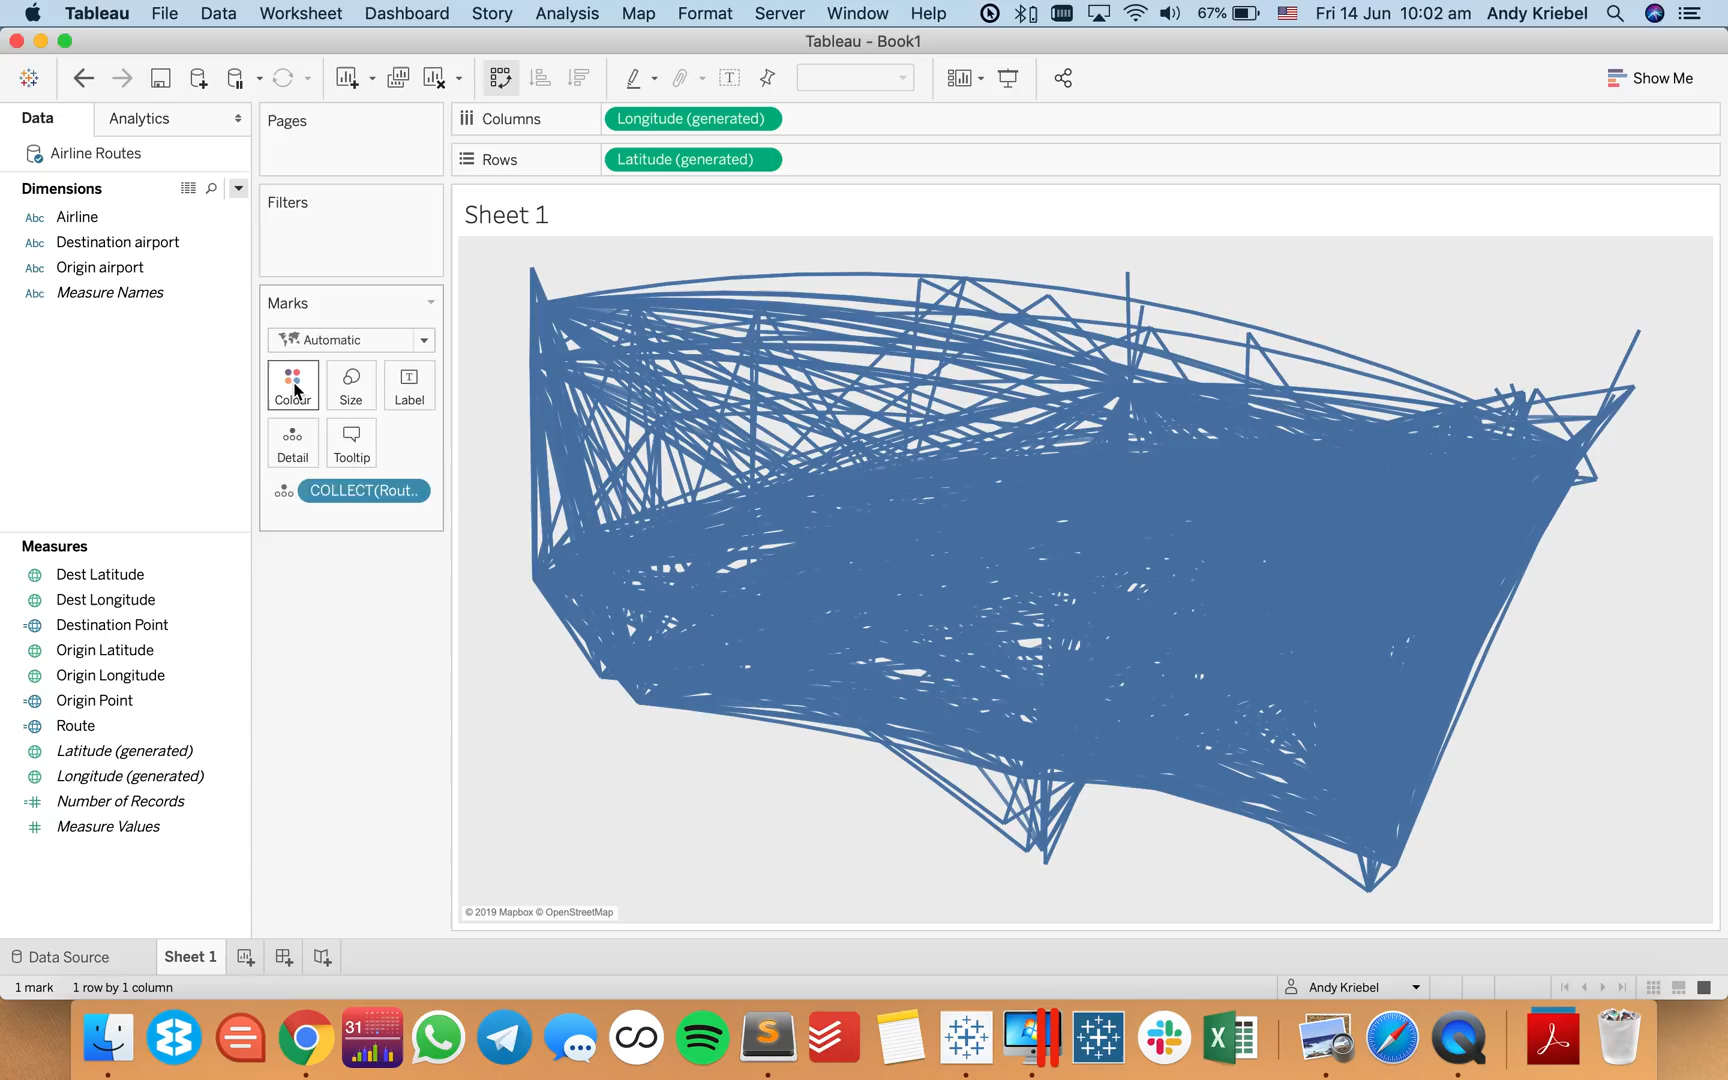 Tableau File Data Worksheet Dashboard Story Analysis Map Format Server Window Help 67% Fri 14 Jun 10:02 am Andy Kriebel
Tableau - Book1
Show Me
Data Analytics
Airline Routes
Dimensions
Abc Airline
Abc Destination airport
Abc Origin airport
Abc Measure Names
Measures
Dest Latitude
Dest Longitude
Destination Point
Origin Latitude
Origin Longitude
Origin Point
Route
Latitude (generated)
Longitude (generated)
Number of Records
Measure Values
Pages
Filters
Marks
Automatic
Colour Size Label
Detail Tooltip
COLLECT(Rout..
Columns Longitude (generated)
Rows Latitude (generated)
Sheet 1
© 2019 Mapbox © OpenStreetMap
Data Source Sheet 1
1 mark 1 row by 1 column Andy Kriebel
31